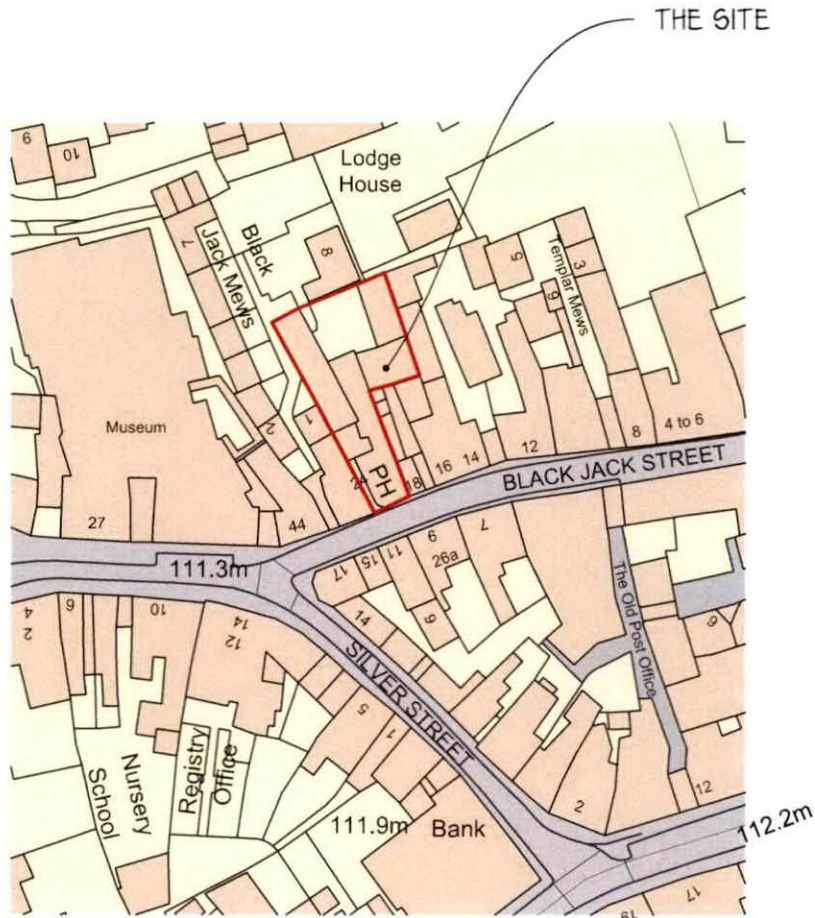 THE SITE
9
10
Lodge
House
7
Black
Jack Mews
8
5
Templar Mews
3
6
Museum
2
1
24
PH
18
16
14
12
8
4 to 6
BLACK JACK STREET
27
44
111.3m
17
15
11
9
26a
7
6
14
The Old Post Office
6
4
2
6
10
12
14
SILVER STREET
5
1
Nursery
School
Registry
Office
111.9m
Bank
2
12
112.2m
17
19